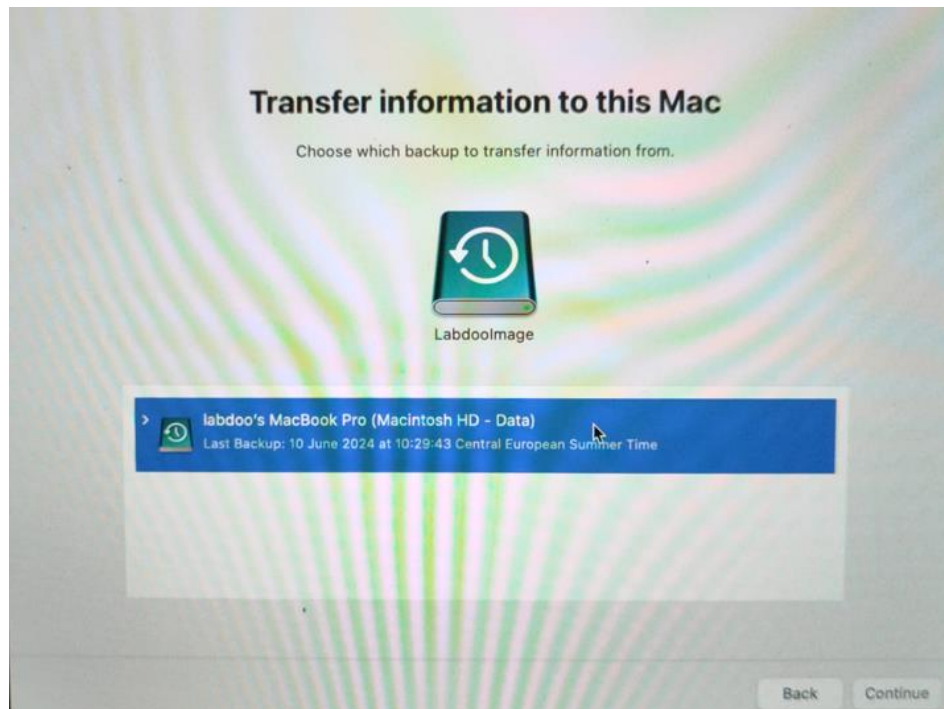 Transfer information to this Mac
Choose which backup to transfer information from.
LabdooImage
labdoo's MacBook Pro (Macintosh HD - Data)
Last Backup: 10 June 2024 at 10:29:43 Central European Summer Time
Back Continue